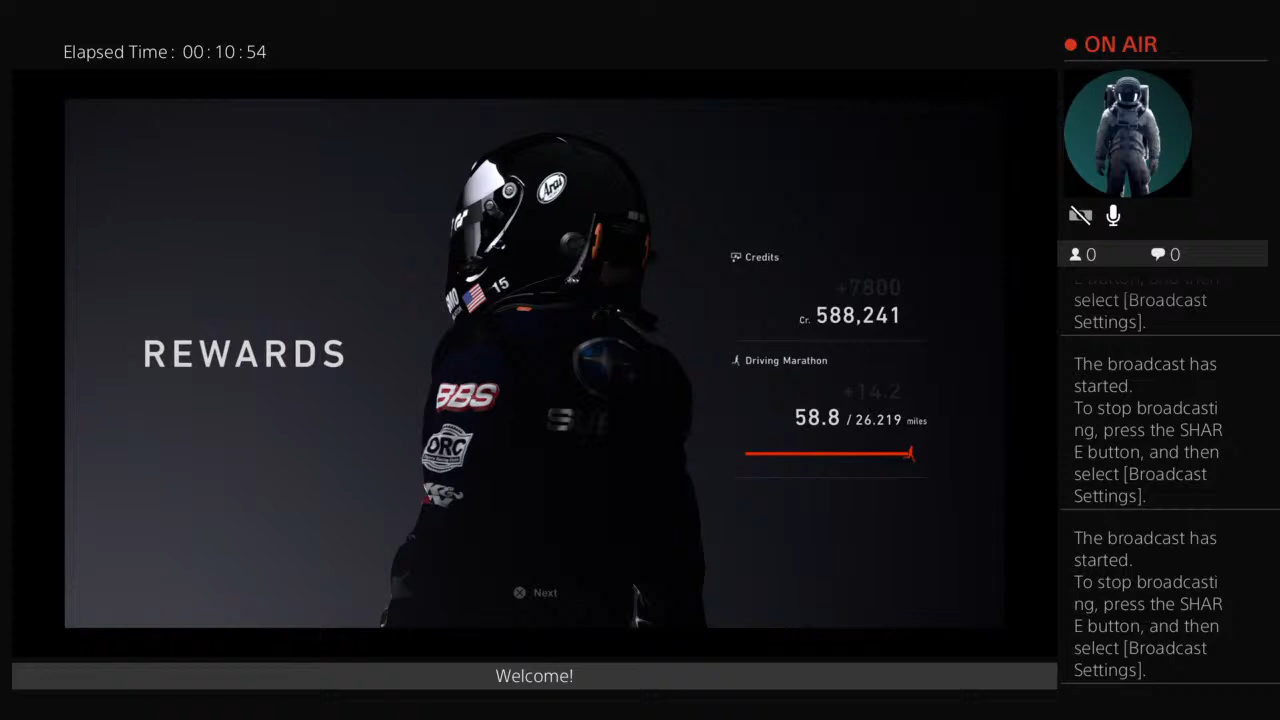 Elapsed Time: 00:10:54
ON AIR
0 0
Arai
15
REWARDS
Credits
+7800
Cr. 588,241
Driving Marathon
+14.2
58.8 / 26.219 miles
BBS
ORC
Next
select [Broadcast
Settings].
The broadcast has
started.
To stop broadcasti
ng, press the SHAR
E button, and then
select [Broadcast
Settings].
The broadcast has
started.
To stop broadcasti
ng, press the SHAR
E button, and then
select [Broadcast
Settings].
Welcome!